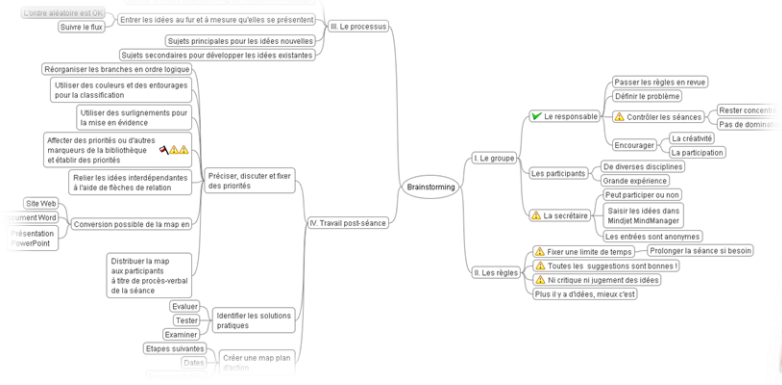 Brainstorming
I. Le groupe
Le responsable
Passer les règles en revue
Définir le problème
Contrôler les séances
Rester
Pas de
Encourager
La créativité
La participation
Les participants
De diverses disciplines
Grande expérience
La secrétaire
Peut participer ou non
Saisir les idées dans
Mindjet MindManager
Les entrées sont anonymes
II. Les règles
Fixer une limite de temps
Prolonger la séance si besoin
Toutes les suggestions sont bonnes !
Ni critique ni jugement des idées
Plus il y a d'idées, mieux c'est
III. Le processus
Entrer les idées au fur et à mesure qu'elles se présentent
L'ordre aléatoire est OK
Suivre le flux
Sujets principales pour les idées nouvelles
Sujets secondaires pour développer les idées existantes
IV. Travail post-séance
Préciser, discuter et fixer
des priorités
Réorganiser les branches en ordre logique
Utiliser des couleurs et des entourages
pour la classification
Utiliser des surlignements pour
la mise en évidence
Affecter des priorités ou d'autres
marqueurs de la bibliothèque
et établir des priorités
Relier les idées interdépendantes
à l'aide de flèches de relation
Conversion possible de la map en
Site Web
Word
Présentation
PowerPoint
Distribuer la map
aux participants
à titre de procès-verbal
de la séance
Identifier les solutions
pratiques
Evaluer
Tester
Examiner
Créer une map plan
d'action
Etapes suivantes
Dates